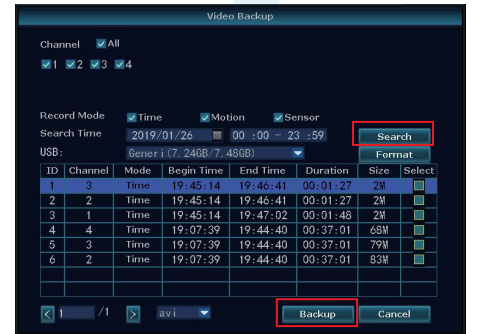 Video Backup
Channel All
1 2 3 4
Record Mode Time Motion Sensor
Search Time 2019/01/26 00 :00 - 23 :59 Search
USB: Generi(7.24GB/7.46GB) Format
ID Channel Mode Begin Time End Time Duration Size Select
1 3 Time 19:45:14 19:46:41 00:01:27 2M
2 2 Time 19:45:14 19:46:41 00:01:27 2M
3 1 Time 19:45:14 19:47:02 00:01:48 2M
4 4 Time 19:07:39 19:44:40 00:37:01 68M
5 3 Time 19:07:39 19:44:40 00:37:01 79M
6 2 Time 19:07:39 19:44:40 00:37:01 83M
< 1 /1 > avi Backup Cancel